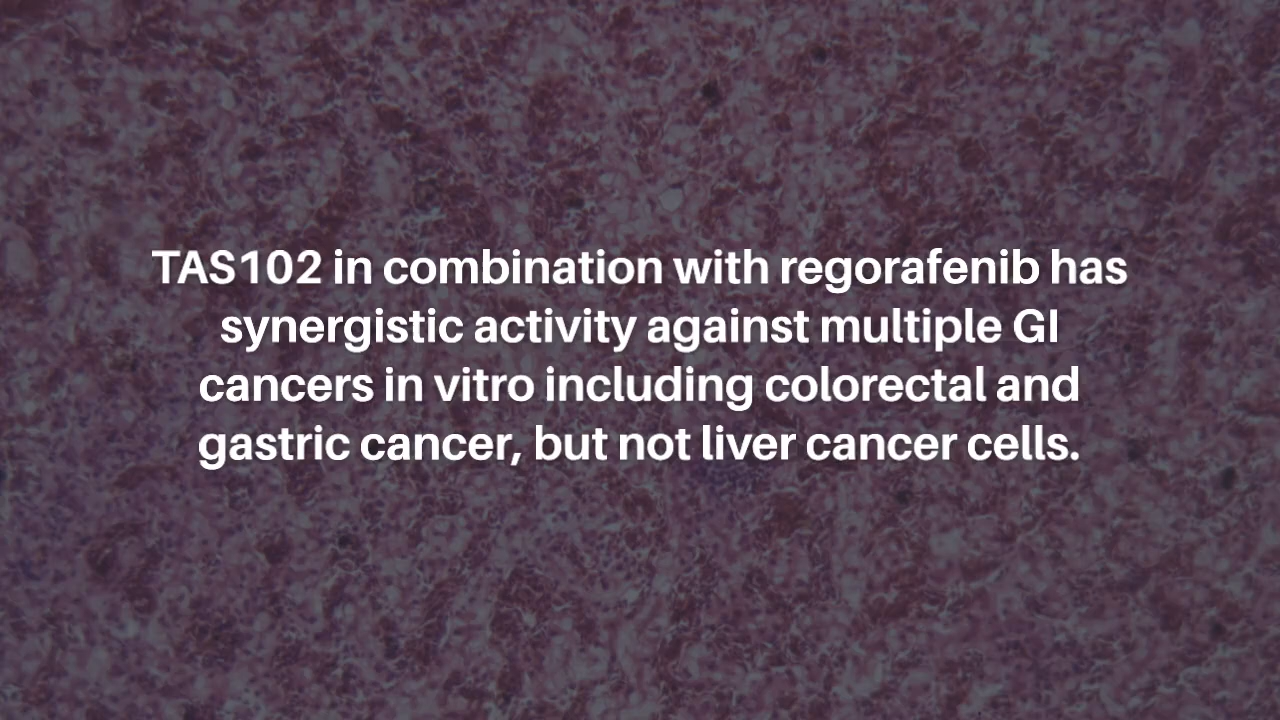 TAS102 in combination with regorafenib has
synergistic activity against multiple GI
cancers in vitro including colorectal and
gastric cancer, but not liver cancer cells.